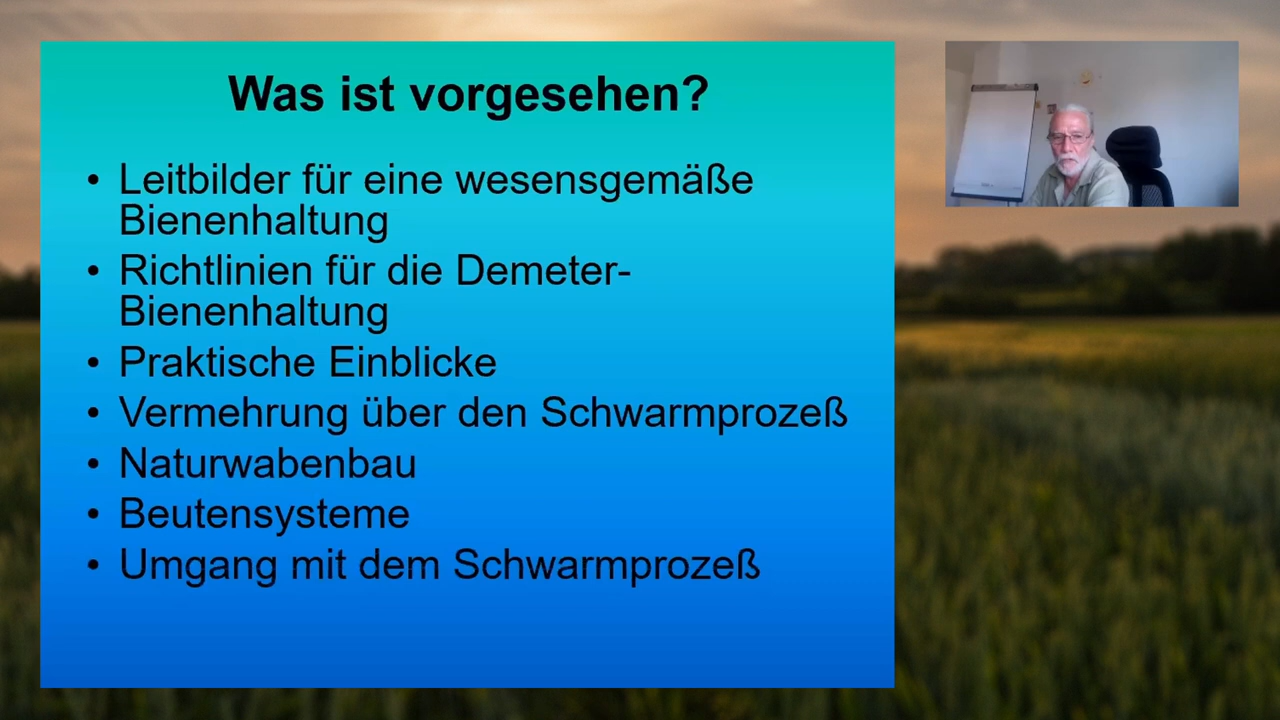 Was ist vorgesehen?
• Leitbilder für eine wesensgemäße
Bienenhaltung
• Richtlinien für die Demeter-
Bienenhaltung
• Praktische Einblicke
• Vermehrung über den Schwarmprozeß
• Naturwabenbau
• Beutensysteme
• Umgang mit dem Schwarmprozeß